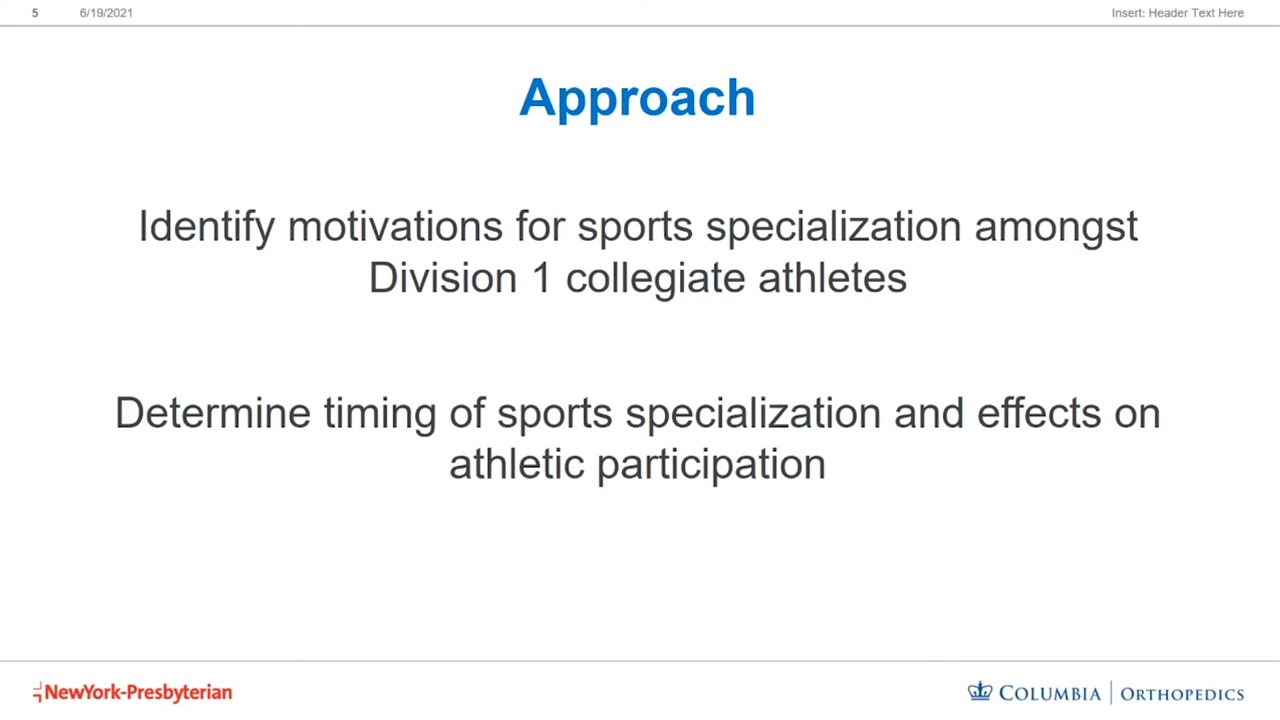 5 6/19/2021 Insert: Header Text Here
Approach
Identify motivations for sports specialization amongst
Division 1 collegiate athletes
Determine timing of sports specialization and effects on
athletic participation
NewYork-Presbyterian
COLUMBIA | ORTHOPEDICS